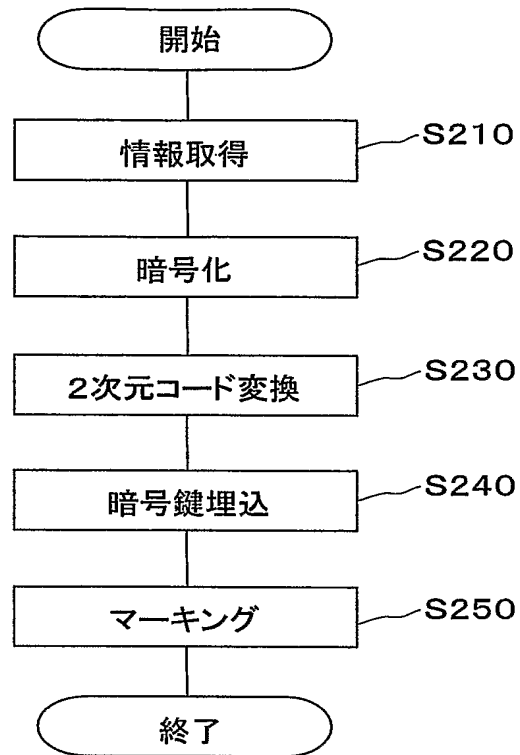 開始
情報取得
S210
暗号化
S220
2次元コード変換
S230
暗号鍵埋込
S240
マーキング
S250
終了